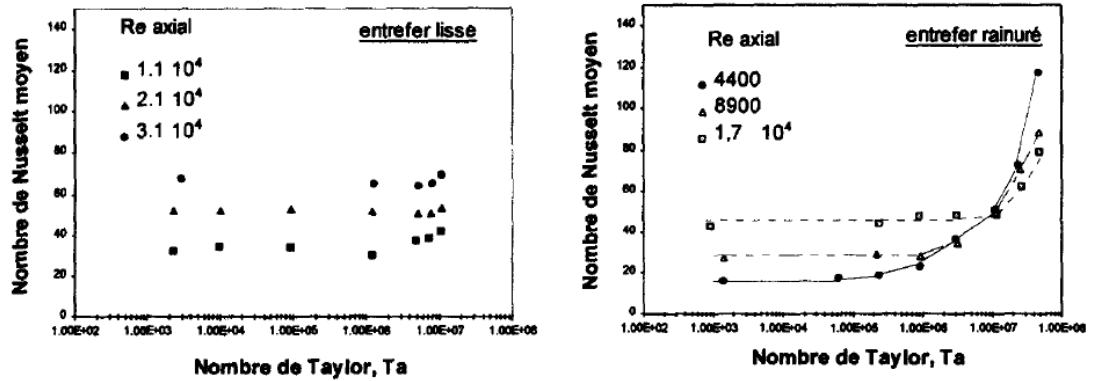 140
120
100
80
60
40
20
0
Nombre de Nusselt moyen
Re axial
entrefer lisse
1.1 10⁴
2.1 10⁴
3.1 10⁴
1.00E+02 1.00E+03 1.00E+04 1.00E+05 1.00E+06 1.00E+07 1.00E+08
Nombre de Taylor, Ta
140
120
100
80
60
40
20
0
Nombre de Nusselt moyen
Re axial
entrefer rainuré
4400
8900
1,7 10⁴
1.00E+02 1.00E+03 1.00E+04 1.00E+05 1.00E+06 1.00E+07 1.00E+08
Nombre de Taylor, Ta